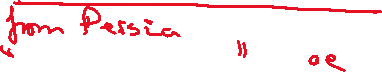 from Persia
" " oe